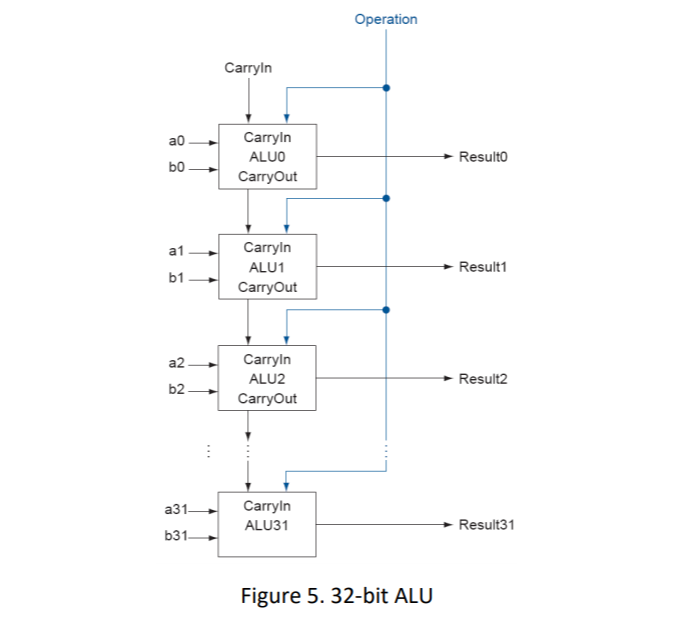 Operation
CarryIn
a0
b0
CarryIn
ALU0
CarryOut
Result0
a1
b1
CarryIn
ALU1
CarryOut
Result1
a2
b2
CarryIn
ALU2
CarryOut
Result2
a31
b31
CarryIn
ALU31
Result31
Figure 5. 32-bit ALU